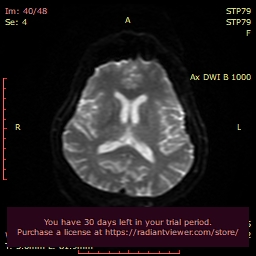 Im: 40/48
STP79
Se: 4
A
STP79
F
Ax DWI B 1000
R
L
You have 30 days left in your trial period.
Purchase a license at https://radiantviewer.com/store/